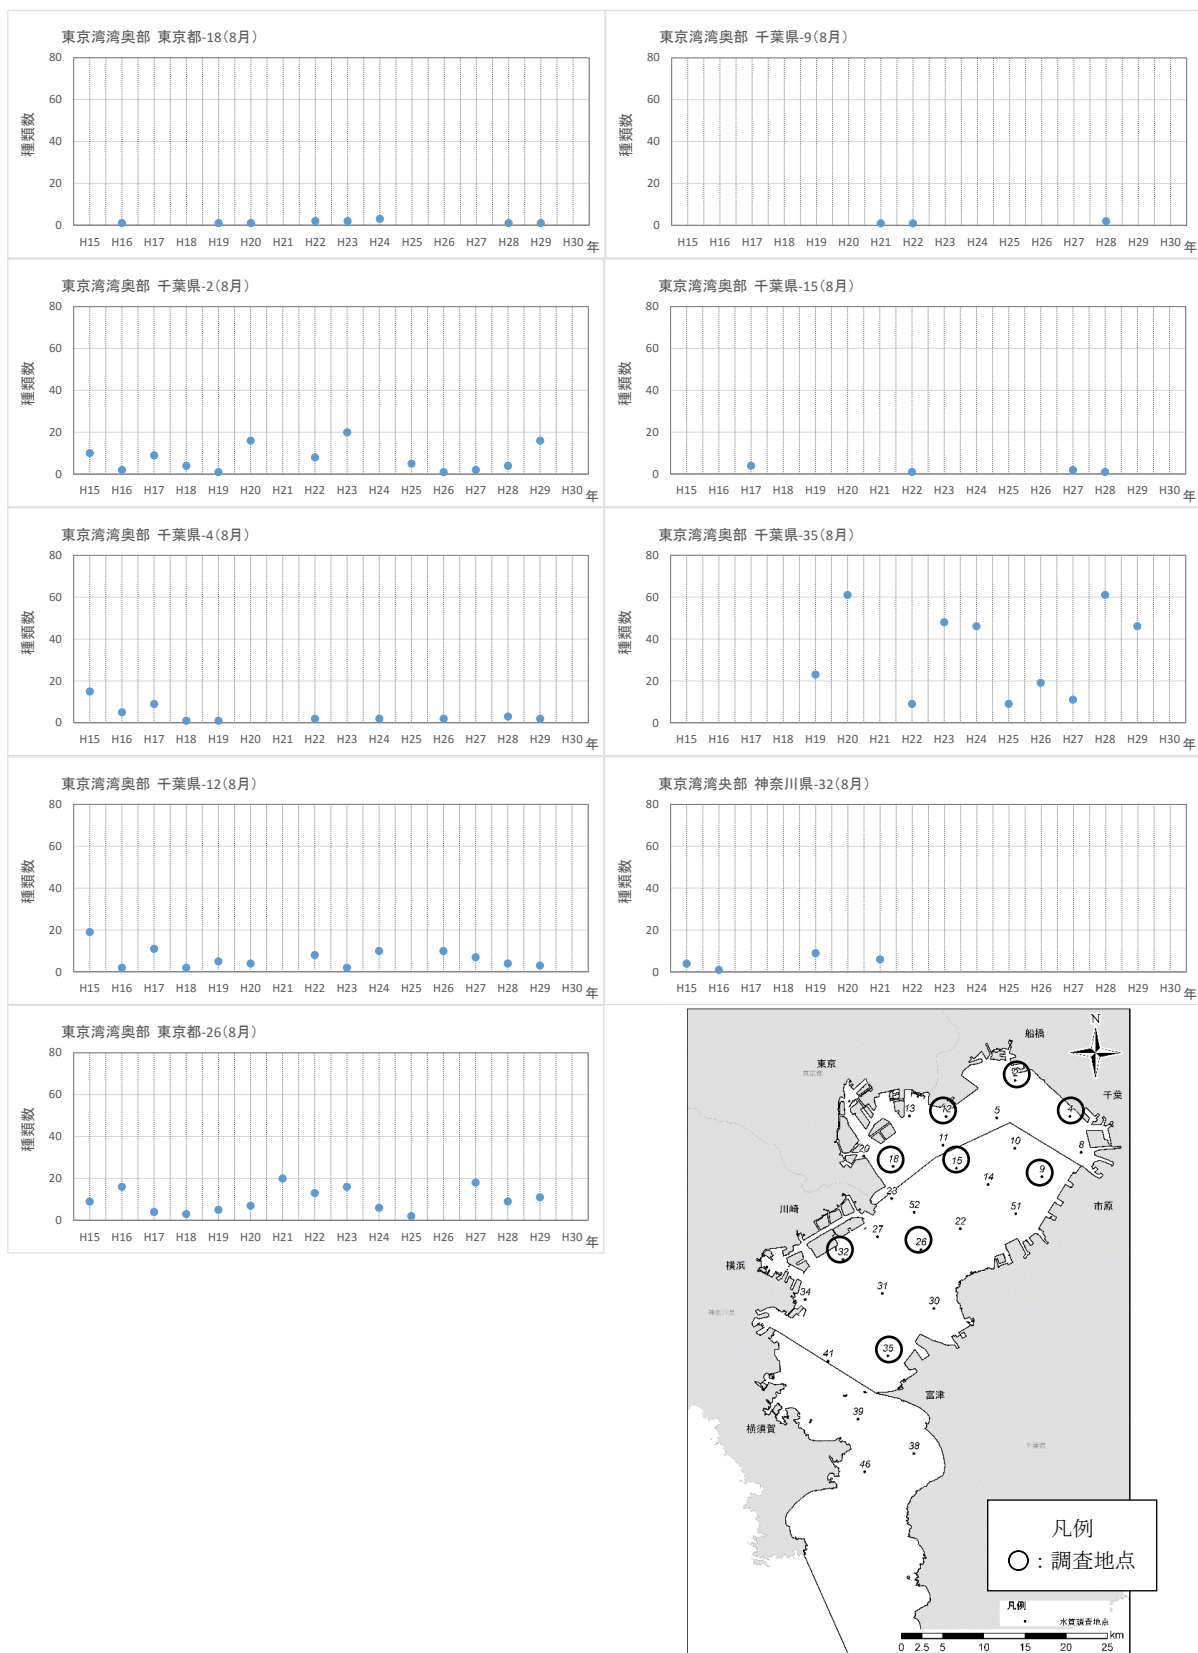 東京湾湾奥部 東京都-18(8月)
80
60
40
20
0
種類数
H15 H16 H17 H18 H19 H20 H21 H22 H23 H24 H25 H26 H27 H28 H29 H30 年
東京湾湾奥部 千葉県-9(8月)
80
60
40
20
0
種類数
H15 H16 H17 H18 H19 H20 H21 H22 H23 H24 H25 H26 H27 H28 H29 H30 年
東京湾湾奥部 千葉県-2(8月)
80
60
40
20
0
種類数
H15 H16 H17 H18 H19 H20 H21 H22 H23 H24 H25 H26 H27 H28 H29 H30 年
東京湾湾奥部 千葉県-15(8月)
80
60
40
20
0
種類数
H15 H16 H17 H18 H19 H20 H21 H22 H23 H24 H25 H26 H27 H28 H29 H30 年
東京湾湾奥部 千葉県-4(8月)
80
60
40
20
0
種類数
H15 H16 H17 H18 H19 H20 H21 H22 H23 H24 H25 H26 H27 H28 H29 H30 年
東京湾湾奥部 千葉県-35(8月)
80
60
40
20
0
種類数
H15 H16 H17 H18 H19 H20 H21 H22 H23 H24 H25 H26 H27 H28 H29 H30 年
東京湾湾奥部 千葉県-12(8月)
80
60
40
20
0
種類数
H15 H16 H17 H18 H19 H20 H21 H22 H23 H24 H25 H26 H27 H28 H29 H30 年
東京湾湾央部 神奈川県-32(8月)
80
60
40
20
0
種類数
H15 H16 H17 H18 H19 H20 H21 H22 H23 H24 H25 H26 H27 H28 H29 H30 年
東京湾湾奥部 東京都-26(8月)
80
60
40
20
0
種類数
H15 H16 H17 H18 H19 H20 H21 H22 H23 H24 H25 H26 H27 H28 H29 H30 年
N
船橋
東京
東京都
千葉
2
13
12
5
4
11
10
8
20
18
15
9
14
23
川崎
52
51
市原
27
22
26
32
横浜
31
34
30
神奈川県
35
41
富津
39
横須賀
38
千葉県
46
凡例
○:調査地点
凡例
水質調査地点
0 2.5 5 10 15 20 25 km